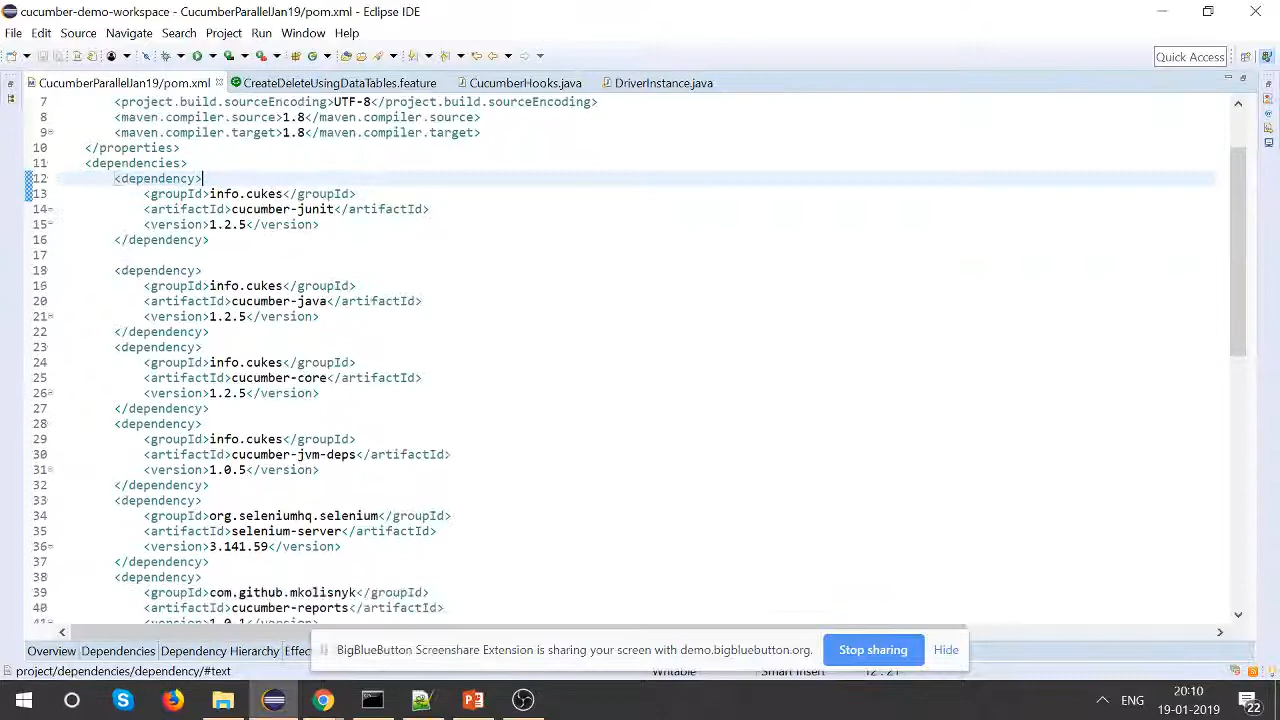 cucumber-demo-workspace - CucumberParallelJan19/pom.xml - Eclipse IDE
File Edit Source Navigate Search Project Run Window Help
Quick Access
CucumberParallelJan19/pom.xml CreateDeleteUsingDataTables.feature CucumberHooks.java DriverInstance.java
7 <project.build.sourceEncoding>UTF-8</project.build.sourceEncoding>
8 <maven.compiler.source>1.8</maven.compiler.source>
9 <maven.compiler.target>1.8</maven.compiler.target>
10 </properties>
11 <dependencies>
12 <dependency>
13 <groupId>info.cukes</groupId>
14 <artifactId>cucumber-junit</artifactId>
15 <version>1.2.5</version>
16 </dependency>
17
18 <dependency>
19 <groupId>info.cukes</groupId>
20 <artifactId>cucumber-java</artifactId>
21 <version>1.2.5</version>
22 </dependency>
23 <dependency>
24 <groupId>info.cukes</groupId>
25 <artifactId>cucumber-core</artifactId>
26 <version>1.2.5</version>
27 </dependency>
28 <dependency>
29 <groupId>info.cukes</groupId>
30 <artifactId>cucumber-jvm-deps</artifactId>
31 <version>1.0.5</version>
32 </dependency>
33 <dependency>
34 <groupId>org.seleniumhq.selenium</groupId>
35 <artifactId>selenium-server</artifactId>
36 <version>3.141.59</version>
37 </dependency>
38 <dependency>
39 <groupId>com.github.mkolisnyk</groupId>
40 <artifactId>cucumber-reports</artifactId>
Overview Dependencies Dependency Hierarchy Effec
BigBlueButton Screenshare Extension is sharing your screen with demo.bigbluebutton.org. Stop sharing Hide
project/dependencies/dependency/#text Writable Smart Insert 12 : 21
ENG
20:10
19-01-2019
22